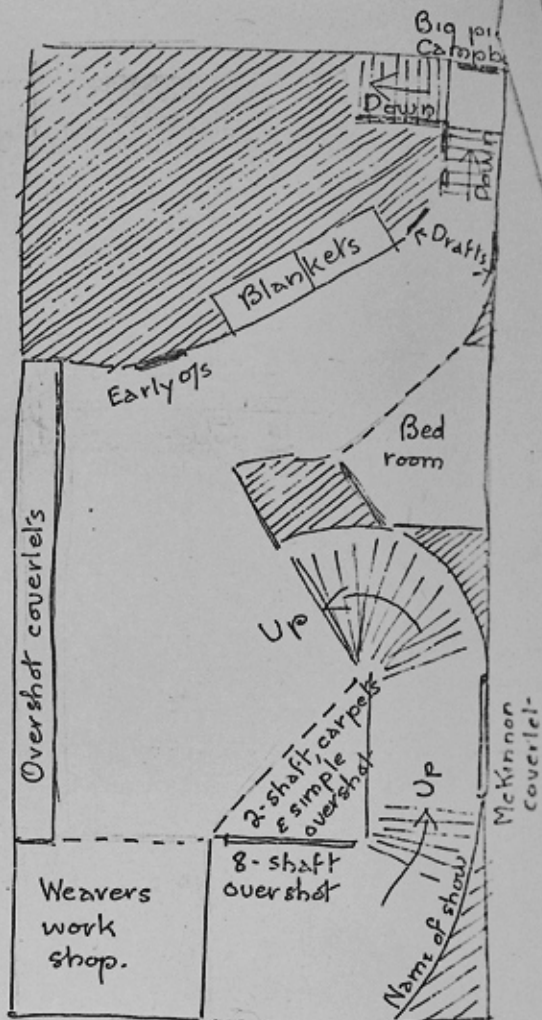 Big pi
Campb
Down
Down
Drafts
Blankets
Early o/s
Bed
room
Overshot coverlets
Up
2-shaft, carpets
& simple
overshot
Up
McKinnon
coverlet
8-shaft
overshot
Weavers
work
shop.
Name of show